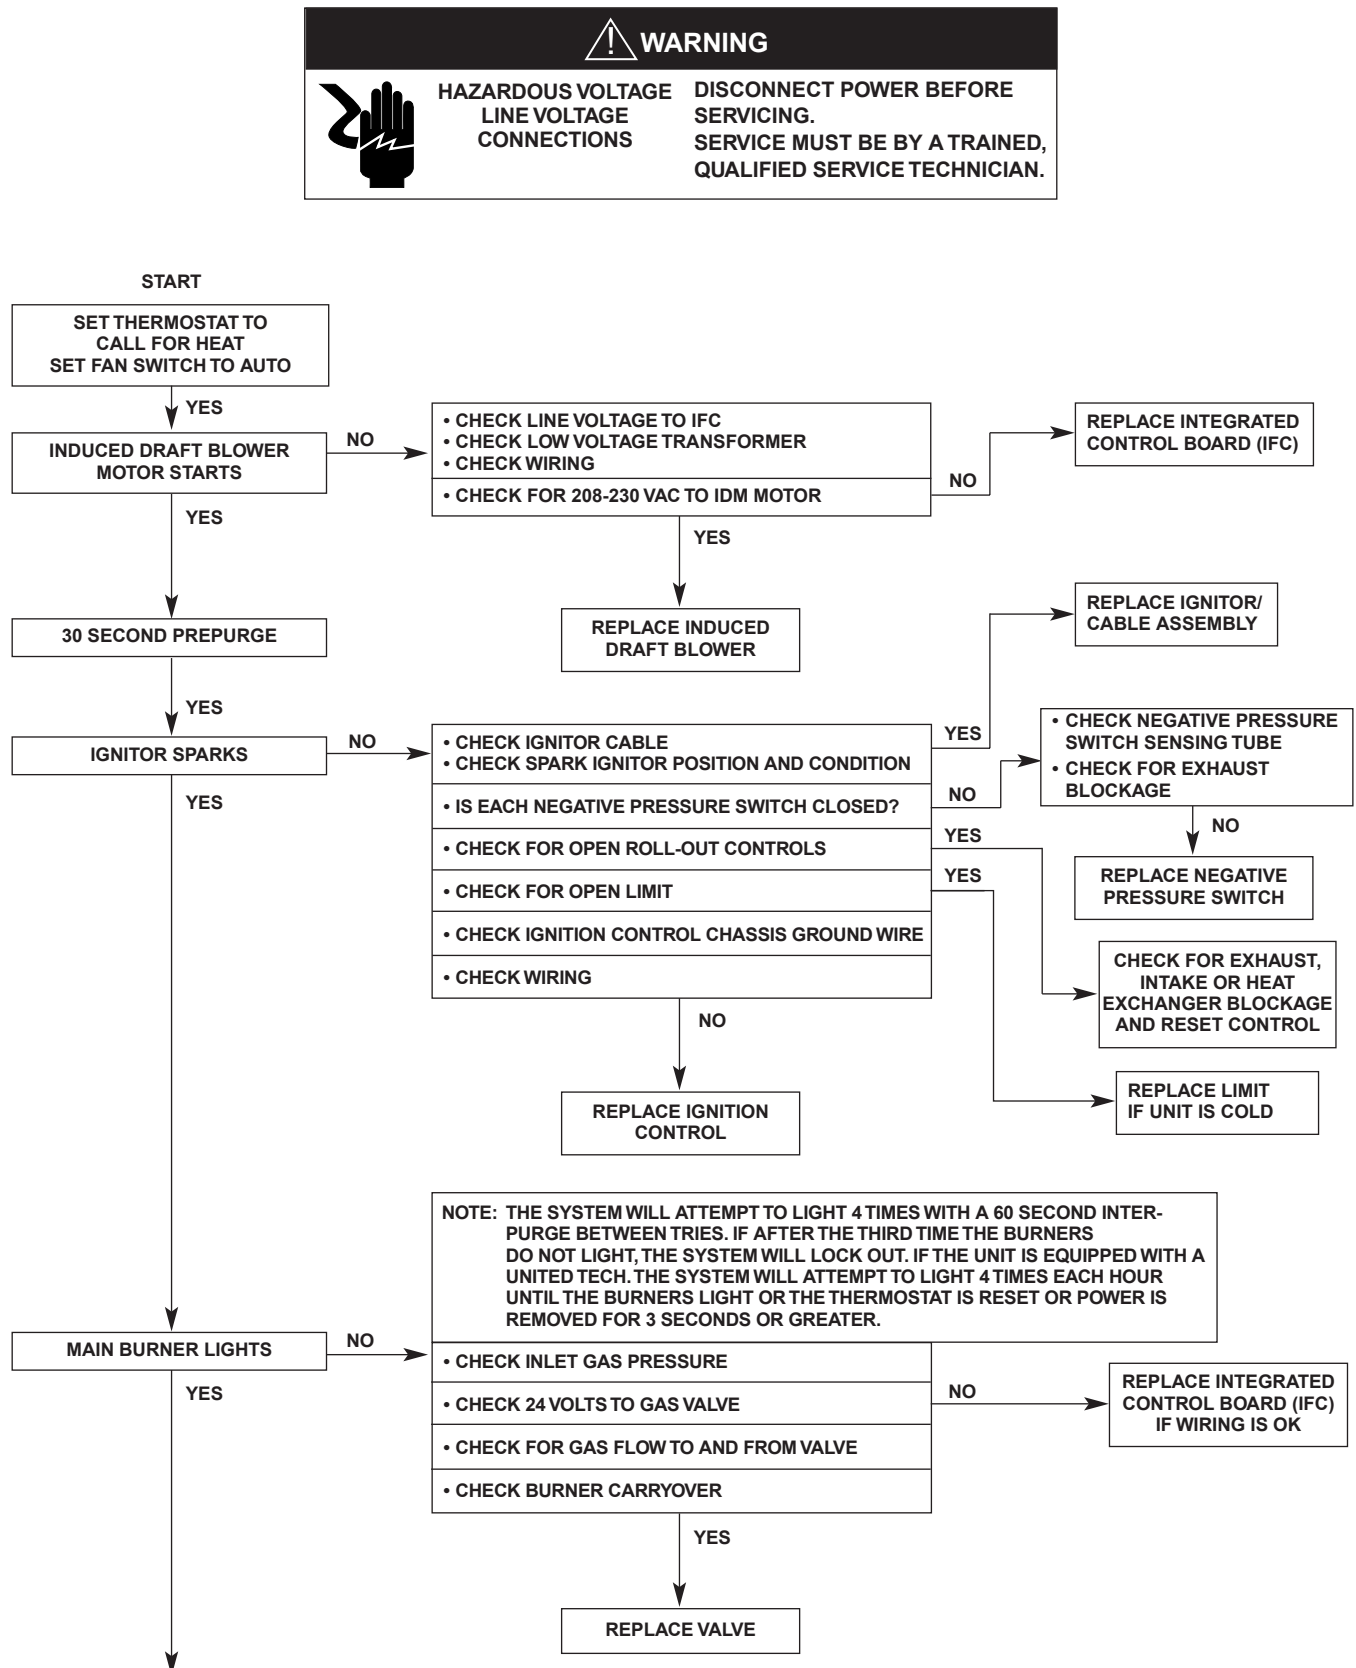 WARNING
HAZARDOUS VOLTAGE
LINE VOLTAGE
CONNECTIONS
DISCONNECT POWER BEFORE
SERVICING.
SERVICE MUST BE BY A TRAINED,
QUALIFIED SERVICE TECHNICIAN.
START
SET THERMOSTAT TO
CALL FOR HEAT
SET FAN SWITCH TO AUTO
YES
INDUCED DRAFT BLOWER
MOTOR STARTS
NO
• CHECK LINE VOLTAGE TO IFC
• CHECK LOW VOLTAGE TRANSFORMER
• CHECK WIRING
• CHECK FOR 208-230 VAC TO IDM MOTOR
NO
REPLACE INTEGRATED
CONTROL BOARD (IFC)
YES
YES
REPLACE INDUCED
DRAFT BLOWER
30 SECOND PREPURGE
YES
IGNITOR SPARKS
NO
• CHECK IGNITOR CABLE
• CHECK SPARK IGNITOR POSITION AND CONDITION
YES
REPLACE IGNITOR/
CABLE ASSEMBLY
• IS EACH NEGATIVE PRESSURE SWITCH CLOSED?
NO
• CHECK NEGATIVE PRESSURE
SWITCH SENSING TUBE
• CHECK FOR EXHAUST
BLOCKAGE
NO
REPLACE NEGATIVE
PRESSURE SWITCH
• CHECK FOR OPEN ROLL-OUT CONTROLS
YES
CHECK FOR EXHAUST,
INTAKE OR HEAT
EXCHANGER BLOCKAGE
AND RESET CONTROL
• CHECK FOR OPEN LIMIT
YES
REPLACE LIMIT
IF UNIT IS COLD
• CHECK IGNITION CONTROL CHASSIS GROUND WIRE
• CHECK WIRING
NO
REPLACE IGNITION
CONTROL
YES
NOTE: THE SYSTEM WILL ATTEMPT TO LIGHT 4 TIMES WITH A 60 SECOND INTER-
PURGE BETWEEN TRIES. IF AFTER THE THIRD TIME THE BURNERS
DO NOT LIGHT, THE SYSTEM WILL LOCK OUT. IF THE UNIT IS EQUIPPED WITH A
UNITED TECH. THE SYSTEM WILL ATTEMPT TO LIGHT 4 TIMES EACH HOUR
UNTIL THE BURNERS LIGHT OR THE THERMOSTAT IS RESET OR POWER IS
REMOVED FOR 3 SECONDS OR GREATER.
MAIN BURNER LIGHTS
NO
• CHECK INLET GAS PRESSURE
• CHECK 24 VOLTS TO GAS VALVE
NO
REPLACE INTEGRATED
CONTROL BOARD (IFC)
IF WIRING IS OK
• CHECK FOR GAS FLOW TO AND FROM VALVE
• CHECK BURNER CARRYOVER
YES
YES
REPLACE VALVE